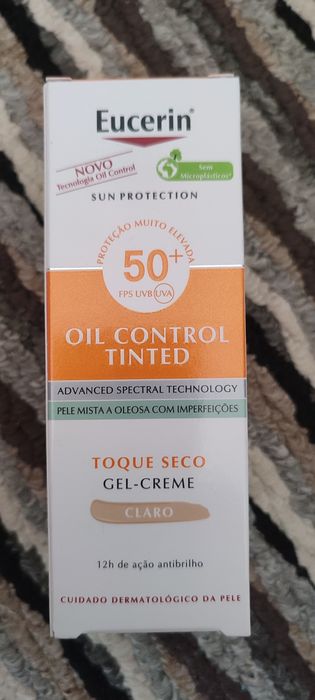 Eucerin®
NOVO
Tecnologia Oil Control
Sem
Microplásticos*
SUN PROTECTION
PROTEÇÃO MUITO ELEVADA
50+
FPS UVB UVA
OIL CONTROL
TINTED
ADVANCED SPECTRAL TECHNOLOGY
PELE MISTA A OLEOSA COM IMPERFEIÇÕES
TOQUE SECO
GEL-CREME
CLARO
12h de ação antibrilho
CUIDADO DERMATOLÓGICO DA PELE